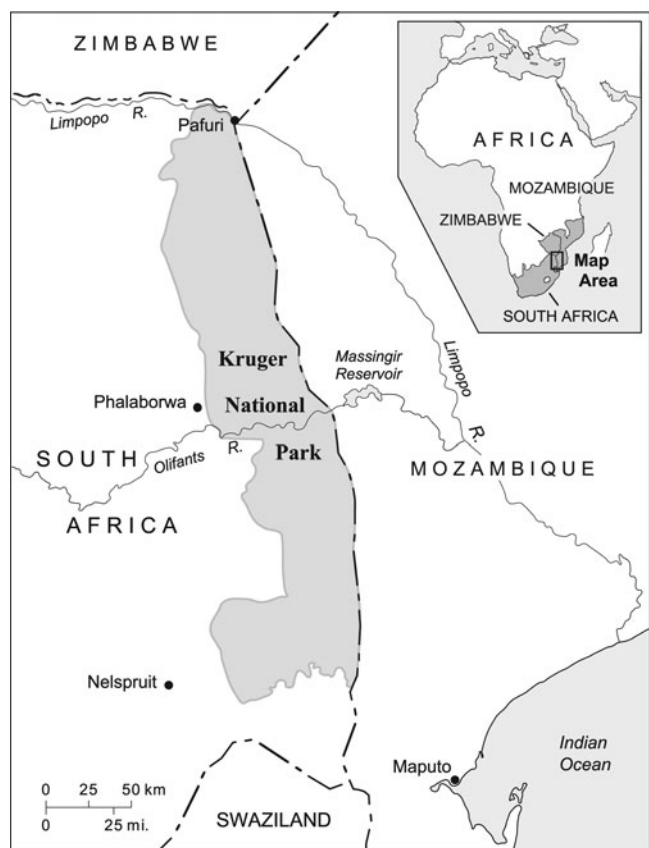 ZIMBABWE
Limpopo R.
Pafuri
AFRICA
MOZAMBIQUE
ZIMBABWE
Map
Area
SOUTH AFRICA
Kruger
National
Park
Massingir
Reservoir
Limpopo
R.
Phalaborwa
SOUTH
AFRICA
Olifants R.
MOZAMBIQUE
Nelspruit
Maputo
Indian
Ocean
0 25 50 km
0 25 mi.
SWAZILAND